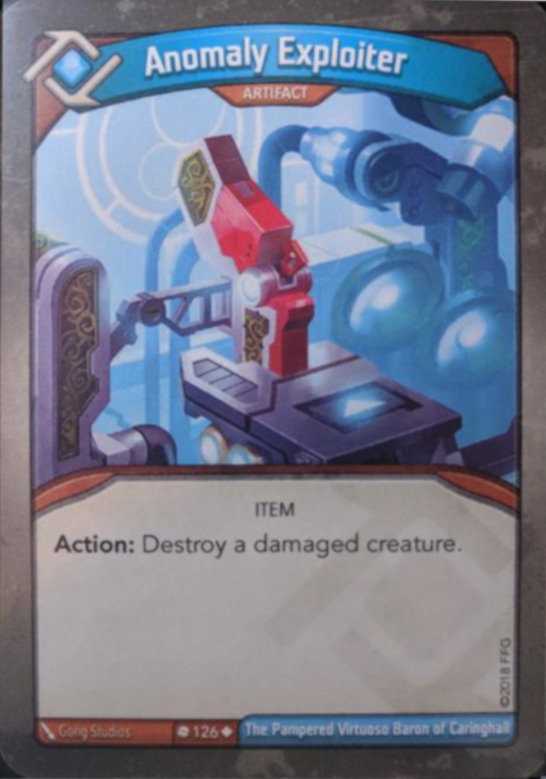 Anomaly Exploiter
ARTIFACT
ITEM
Action: Destroy a damaged creature.
©2018 FFG
Gong Studios
126
The Pampered Virtuoso Baron of Caringhall